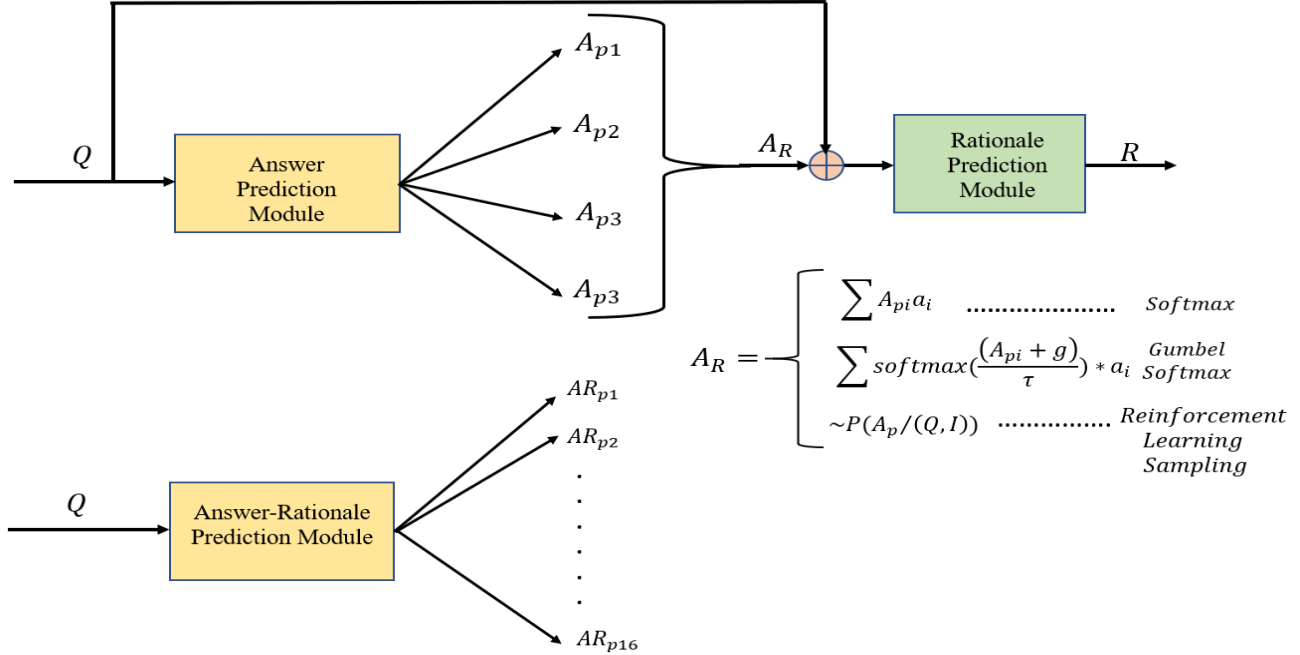 Q
Answer
Prediction
Module
A_{p1}
A_{p2}
A_{p3}
A_{p3}
A_R
Rationale
Prediction
Module
R
A_R =
∑ A_{pi} a_i ........................ Softmax
∑ softmax(\frac{(A_{pi} + g)}{τ}) * a_i Gumbel
Softmax
~P(A_p/(Q, I)) ................ Reinforcement
Learning
Sampling
Q
Answer-Rationale
Prediction Module
AR_{p1}
AR_{p2}
AR_{p16}